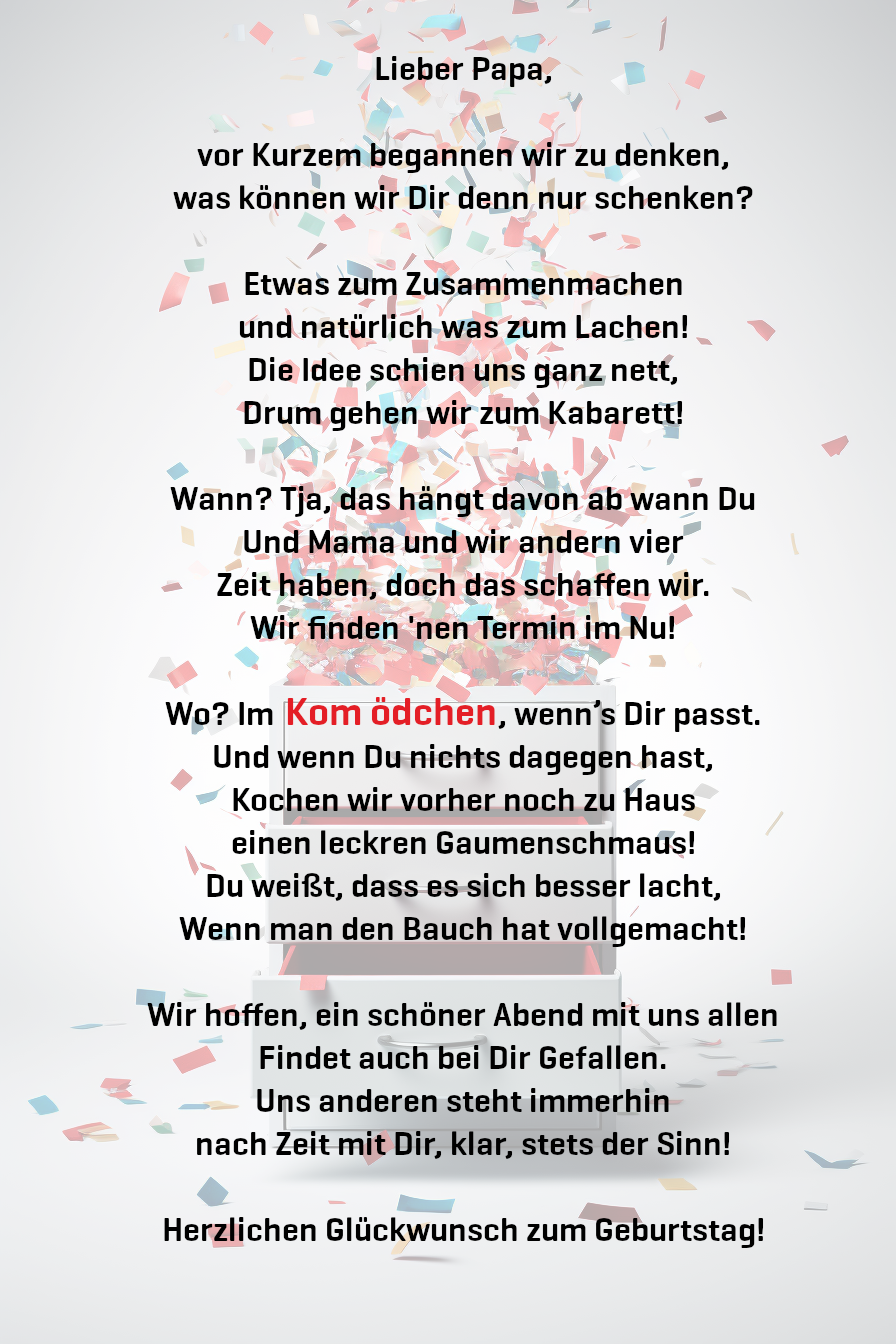 Lieber Papa,
vor Kurzem begannen wir zu denken,
was können wir Dir denn nur schenken?
Etwas zum Zusammenmachen
und natürlich was zum Lachen!
Die Idee schien uns ganz nett,
Drum gehen wir zum Kabarett!
Wann? Tja, das hängt davon ab wann Du
Und Mama und wir andern vier
Zeit haben, doch das schaffen wir.
Wir finden 'nen Termin im Nu!
Wo? Im Kom ödchen, wenn’s Dir passt.
Und wenn Du nichts dagegen hast,
Kochen wir vorher noch zu Haus
einen leckren Gaumenschmaus!
Du weißt, dass es sich besser lacht,
Wenn man den Bauch hat vollgemacht!
Wir hoffen, ein schöner Abend mit uns allen
Findet auch bei Dir Gefallen.
Uns anderen steht immerhin
nach Zeit mit Dir, klar, stets der Sinn!
Herzlichen Glückwunsch zum Geburtstag!